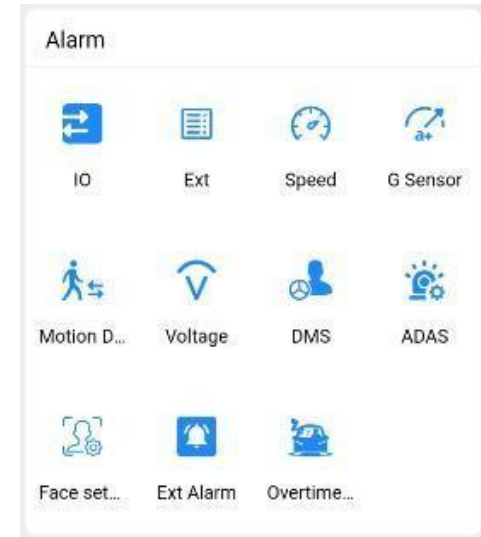 Alarm
IO Ext Speed G Sensor
a+
Motion D... Voltage DMS ADAS
Face set... Ext Alarm Overtime...